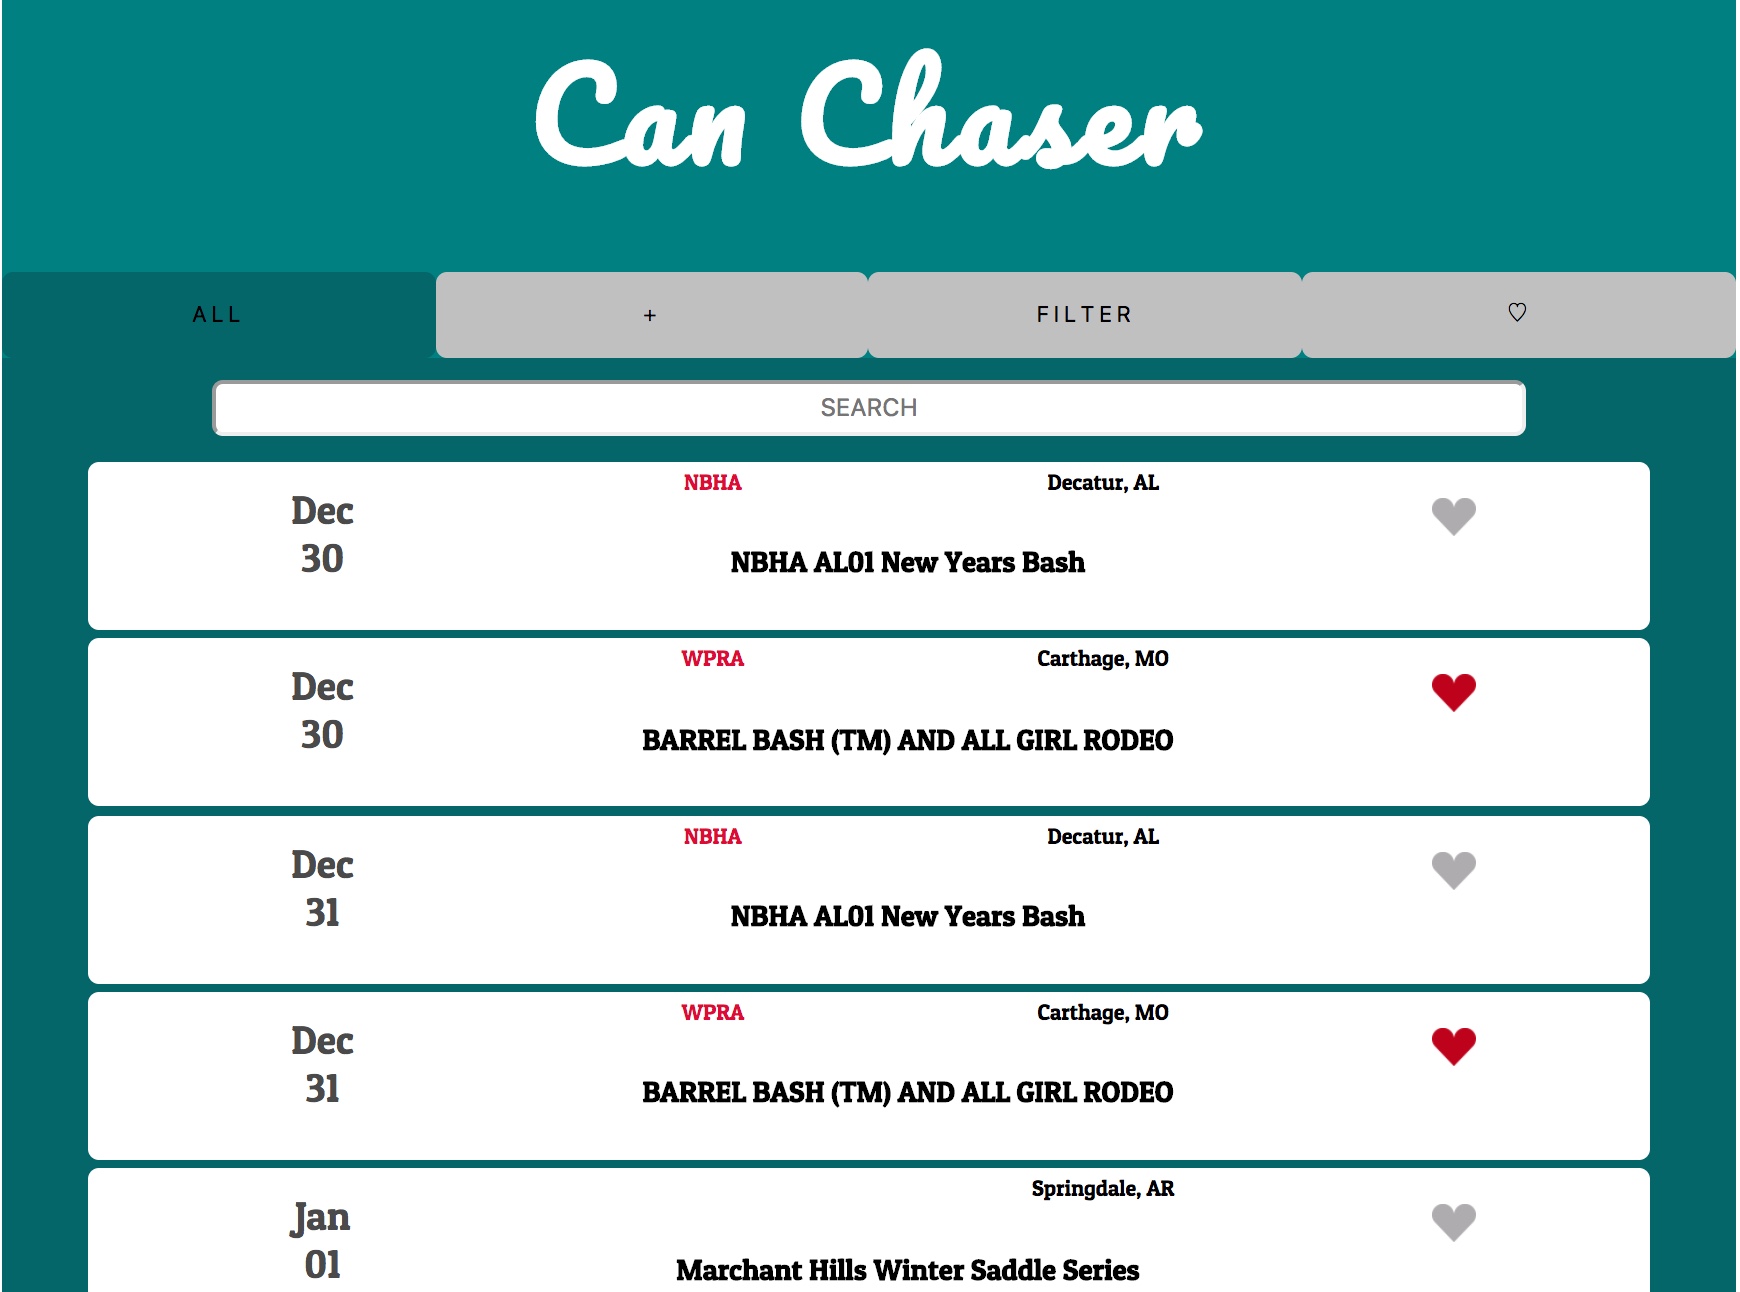 Can Chaser
ALL
+
FILTER
♡
SEARCH
NBHA
Decatur, AL
Dec
30
NBHA AL01 New Years Bash
WPRA
Carthage, MO
Dec
30
BARREL BASH (TM) AND ALL GIRL RODEO
NBHA
Decatur, AL
Dec
31
NBHA AL01 New Years Bash
WPRA
Carthage, MO
Dec
31
BARREL BASH (TM) AND ALL GIRL RODEO
Springdale, AR
Jan
01
Marchant Hills Winter Saddle Series